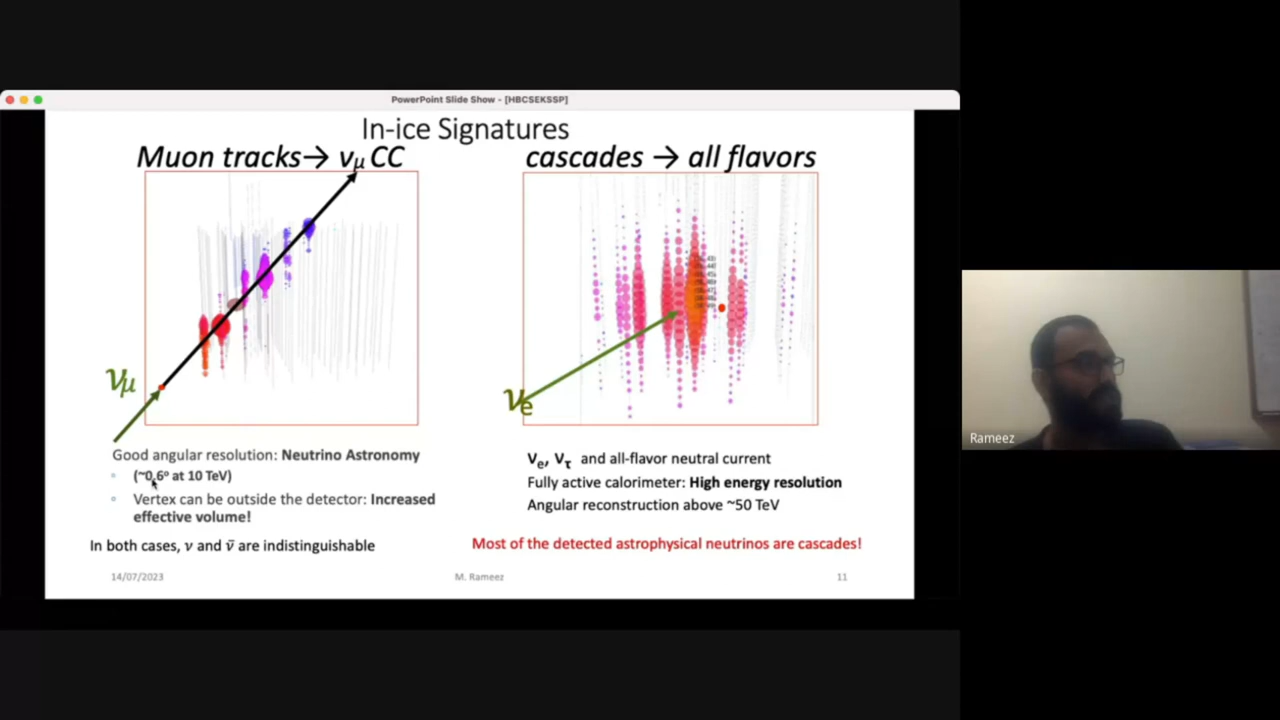 PowerPoint Slide Show - [HBCSEKSSP]
In-ice Signatures
Muon tracks→ νμ CC
cascades → all flavors
νμ
νe
Good angular resolution: Neutrino Astronomy
(~0.6° at 10 TeV)
Vertex can be outside the detector: Increased
effective volume!
In both cases, ν and ν̄ are indistinguishable
νe, ντ and all-flavor neutral current
Fully active calorimeter: High energy resolution
Angular reconstruction above ~50 TeV
Most of the detected astrophysical neutrinos are cascades!
14/07/2023
M. Rameez
11
Rameez